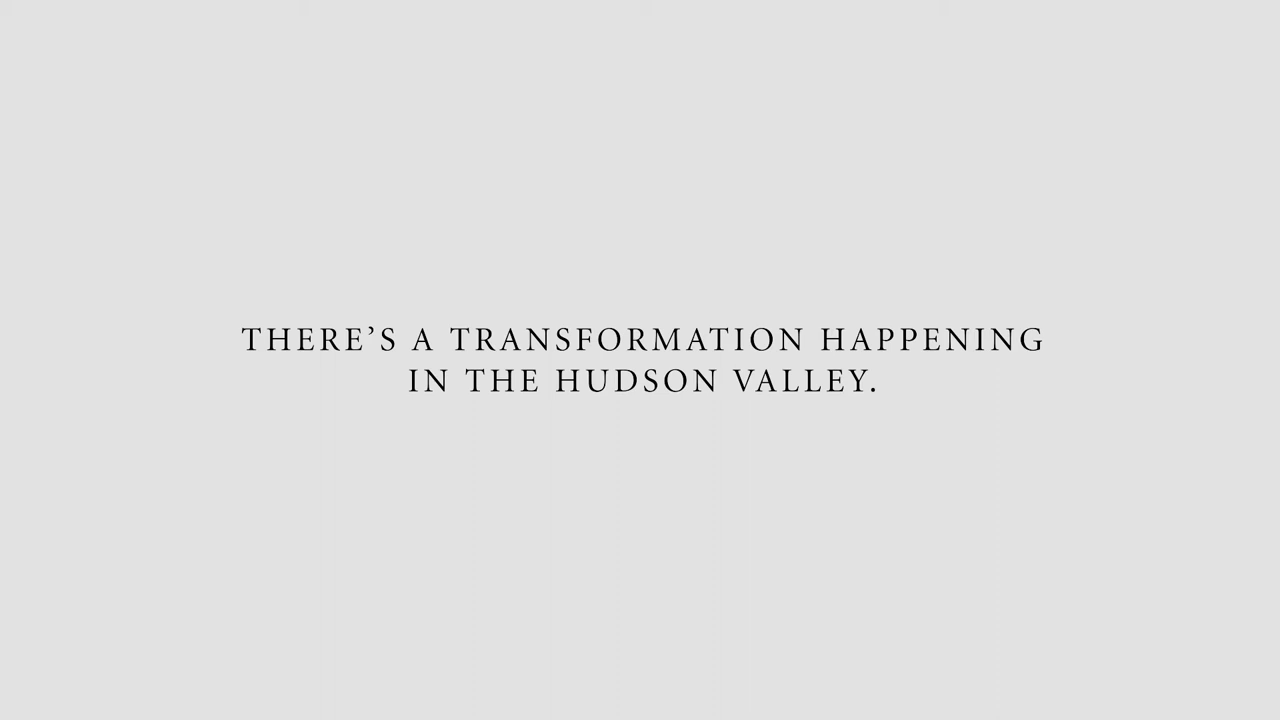 THERE’S A TRANSFORMATION HAPPENING
IN THE HUDSON VALLEY.